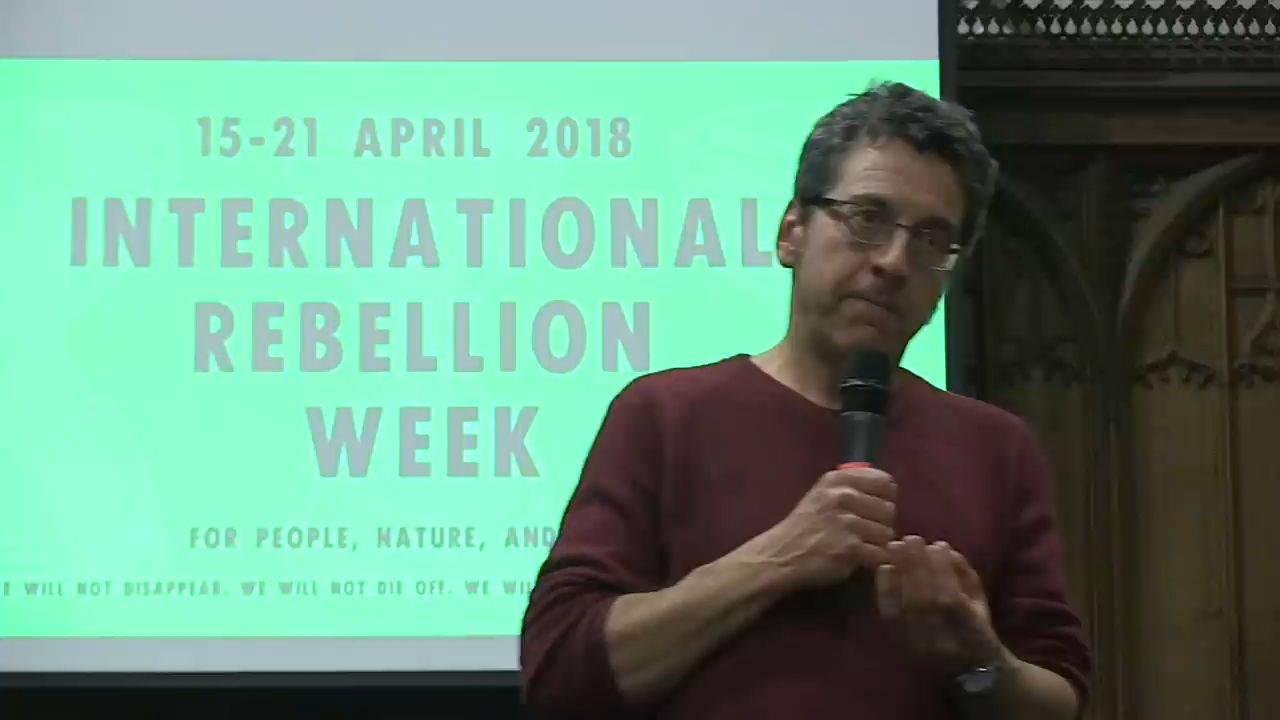 15-21 APRIL 2018
INTERNATIONAL
REBELLION
WEEK
FOR PEOPLE, NATURE, AND
WILL NOT DISAPPEAR. WE WILL NOT DIE OFF. WE